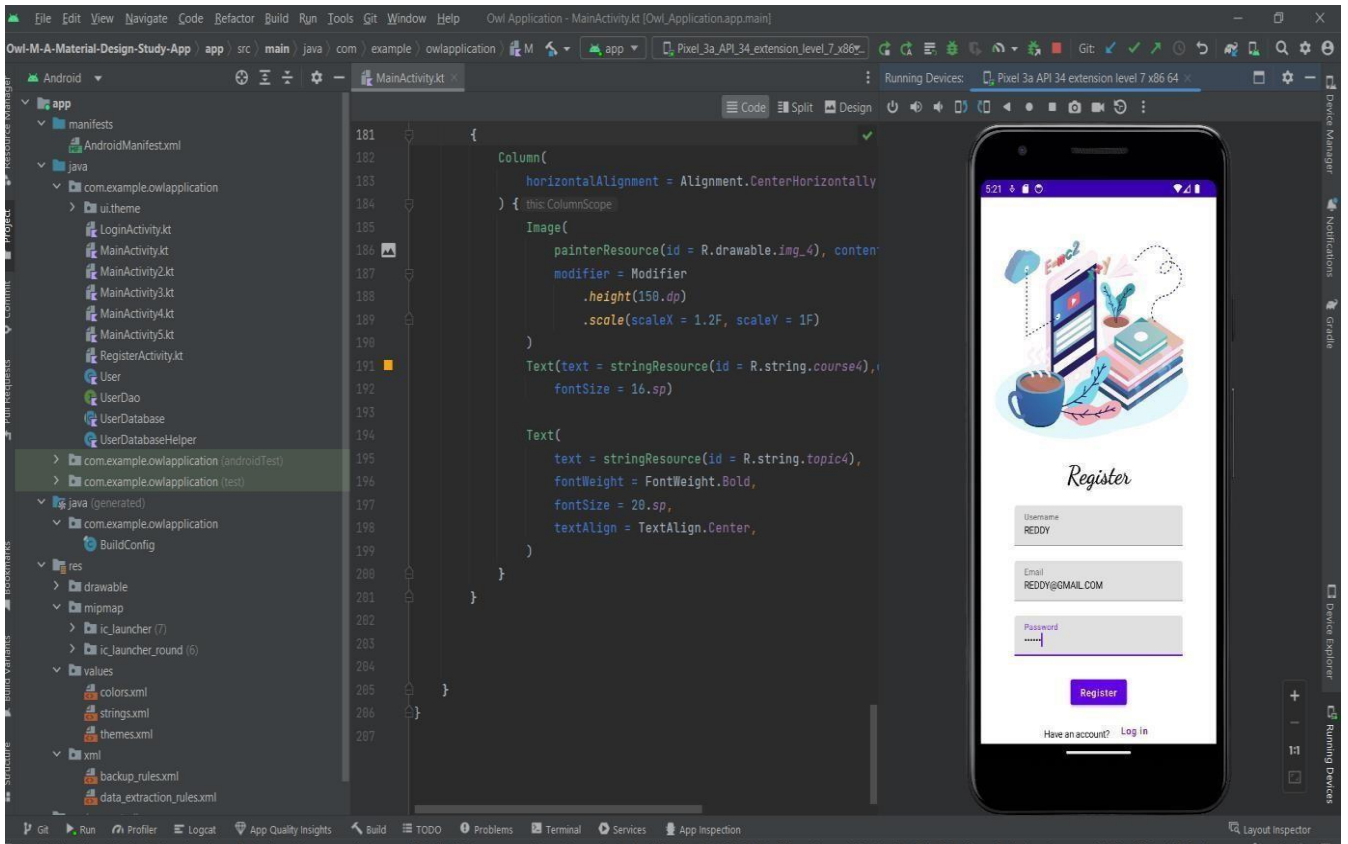 File Edit View Navigate Code Refactor Build Run Tools Git Window Help Owl Application - MainActivity.kt [Owl_Application.app.main]
Owl-M-A-Material-Design-Study-App app src main java com example owlapplication M app Pixel_3a_API_34_extension_level_7_x86 Git:
Android
MainActivity.kt
Running Devices: Pixel 3a API 34 extension level 7 x86 64
Code Split Design
app
manifests
AndroidManifest.xml
java
com.example.owlapplication
ui.theme
LoginActivity.kt
MainActivity.kt
MainActivity2.kt
MainActivity3.kt
MainActivity4.kt
MainActivity5.kt
RegisterActivity.kt
User
UserDao
UserDatabase
UserDatabaseHelper
com.example.owlapplication (androidTest)
com.example.owlapplication (test)
java (generated)
com.example.owlapplication
BuildConfig
res
drawable
mipmap
ic_launcher (7)
ic_launcher_round (6)
values
colors.xml
strings.xml
themes.xml
xml
backup_rules.xml
data_extraction_rules.xml
181 {
182 Column(
183 horizontalAlignment = Alignment.CenterHorizontally
184 ) { this: ColumnScope
185 Image(
186 painterResource(id = R.drawable.img_4), conten
187 modifier = Modifier
188 .height(150.dp)
189 .scale(scaleX = 1.2F, scaleY = 1F)
190 )
191 Text(text = stringResource(id = R.string.course4),
192 fontSize = 16.sp)
193
194 Text(
195 text = stringResource(id = R.string.topic4),
196 fontWeight = FontWeight.Bold,
197 fontSize = 20.sp,
198 textAlign = TextAlign.Center,
199 )
200 }
201 }
202
203
204
205 }
206 }
207
5:21
E=mc2
Register
Username
REDDY
Email
REDDY@GMAIL.COM
Password
••••••
Register
Have an account? Log in
1:1
Resource Manager
Project
Commit
Pull Requests
Bookmarks
Build Variants
Structure
Device Manager
Notifications
Gradle
Device Explorer
Running Devices
Git Run Profiler Logcat App Quality Insights Build TODO Problems Terminal Services App Inspection Layout Inspector